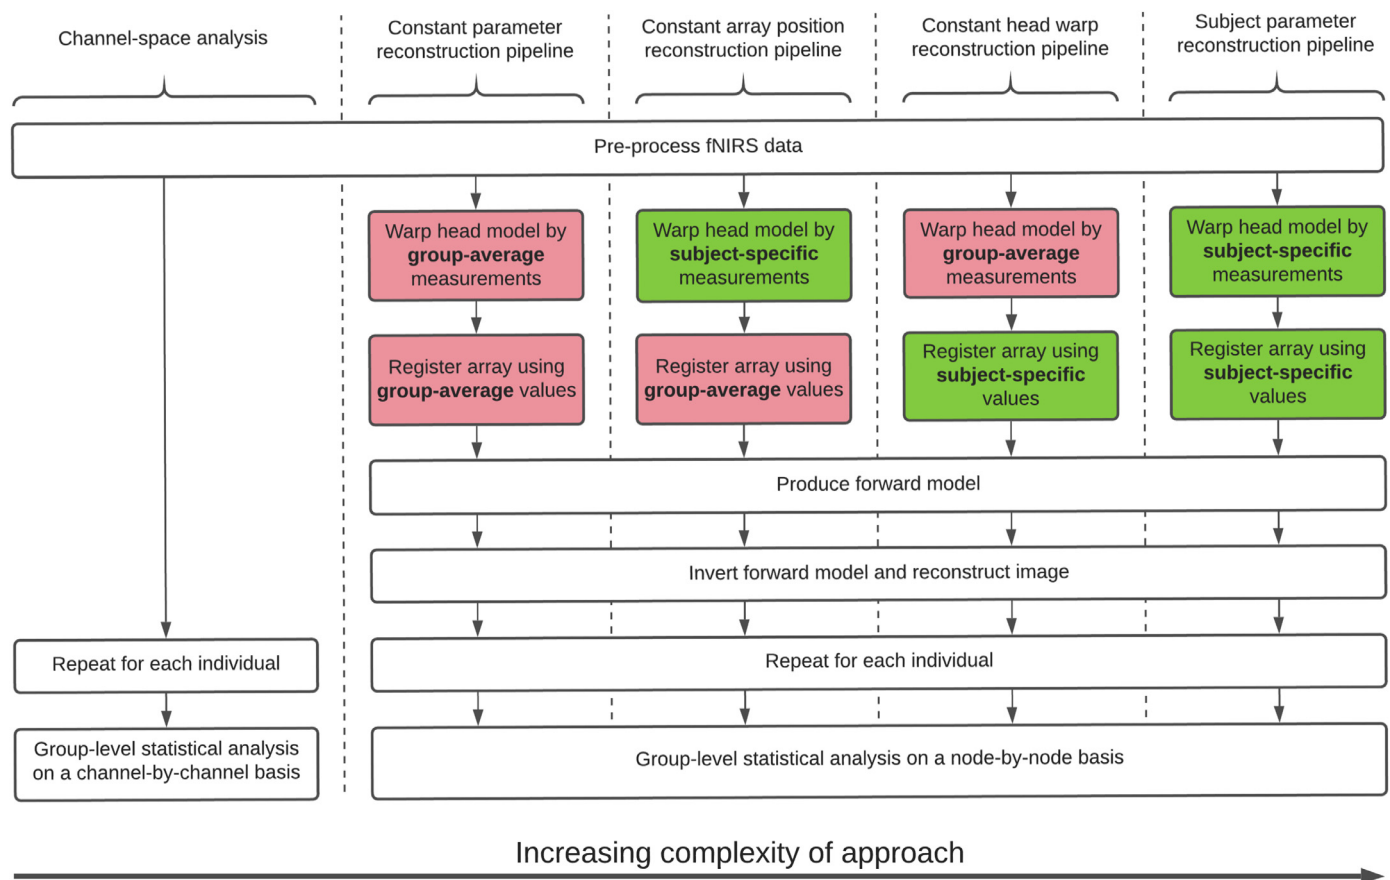 Channel-space analysis
Constant parameter
reconstruction pipeline
Constant array position
reconstruction pipeline
Constant head warp
reconstruction pipeline
Subject parameter
reconstruction pipeline
Pre-process fNIRS data
Warp head model by
group-average
measurements
Warp head model by
subject-specific
measurements
Warp head model by
group-average
measurements
Warp head model by
subject-specific
measurements
Register array using
group-average values
Register array using
group-average values
Register array using
subject-specific
values
Register array using
subject-specific
values
Produce forward model
Invert forward model and reconstruct image
Repeat for each individual
Repeat for each individual
Group-level statistical analysis
on a channel-by-channel basis
Group-level statistical analysis on a node-by-node basis
Increasing complexity of approach